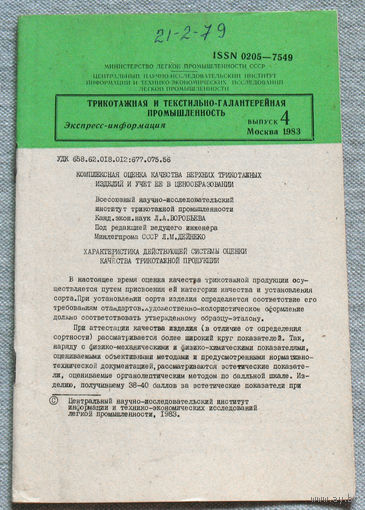 21-2-79
ISSN 0205—7549
МИНИСТЕРСТВО ЛЕГКОЙ ПРОМЫШЛЕННОСТИ СССР
ЦЕНТРАЛЬНЫЙ НАУЧНО-ИССЛЕДОВАТЕЛЬСКИЙ ИНСТИТУТ
ИНФОРМАЦИИ И ТЕХНИКО-ЭКОНОМИЧЕСКИХ ИССЛЕДОВАНИЙ
ЛЕГКОЙ ПРОМЫШЛЕННОСТИ
ТРИКОТАЖНАЯ И ТЕКСТИЛЬНО-ГАЛАНТЕРЕЙНАЯ
ПРОМЫШЛЕННОСТЬ
Экспресс-информация
ВЫПУСК 4
Москва 1983
УДК 658.62.018.012:677.075.56
КОМПЛЕКСНАЯ ОЦЕНКА КАЧЕСТВА ВЕРХНИХ ТРИКОТАЖНЫХ
ИЗДЕЛИЙ И УЧЕТ ЕЕ В ЦЕНООБРАЗОВАНИИ
Всесоюзный научно-исследовательский
институт трикотажной промышленности
Канд.экон.наук Л.А.ВОРОБЬЕВА
Под редакцией ведущего инженера
Минлегпрома СССР Л.М.ДЕЙНЕКО
ХАРАКТЕРИСТИКА ДЕЙСТВУЮЩЕЙ СИСТЕМЫ ОЦЕНКИ
КАЧЕСТВА ТРИКОТАЖНОЙ ПРОДУКЦИИ
В настоящее время оценка качества трикотажной продукции осу-
ществляется путем присвоения ей категории качества и установления
сорта.При установлении сорта изделия определяется соответствие его
требованиям стандартов.Художественно-колористическое оформление
должно соответствовать утвержденному образцу-эталону.
При аттестации качества изделия (в отличие от определения
сортности) рассматривается более широкий круг показателей. Так,
наряду с физико-механическими и физико-химическими показателями,
оцениваемыми объективными методами и предусмотренными нормативно-
технической документацией,рассматриваются эстетические показате-
ли, оцениваемые органолептическим методом по балльной шкале. Из-
делию, получившему 38-40 баллов за эстетические показатели при
© Центральный научно-исследовательский институт
информации и технико-экономических исследований
легкой промышленности, 1983.